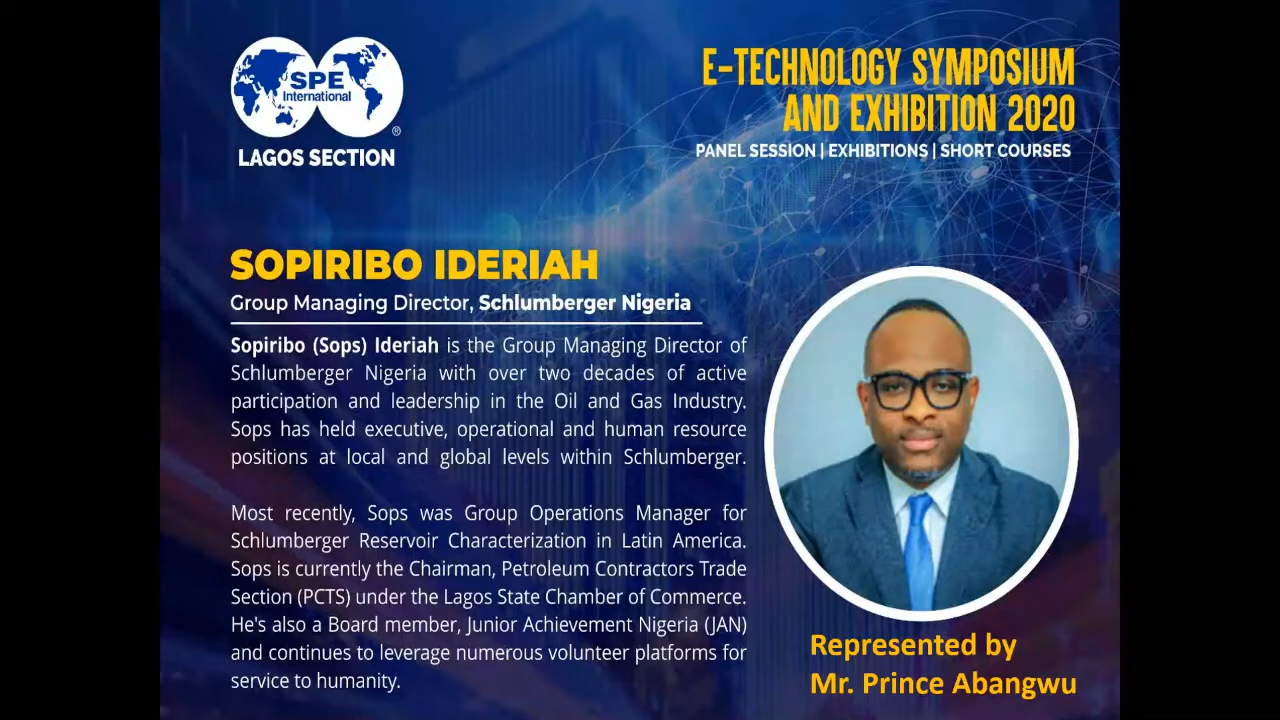 SPE
International
®
LAGOS SECTION
E-TECHNOLOGY SYMPOSIUM
AND EXHIBITION 2020
PANEL SESSION | EXHIBITIONS | SHORT COURSES
SOPIRIBO IDERIAH
Group Managing Director, Schlumberger Nigeria
Sopiribo (Sops) Ideriah is the Group Managing Director of
Schlumberger Nigeria with over two decades of active
participation and leadership in the Oil and Gas Industry.
Sops has held executive, operational and human resource
positions at local and global levels within Schlumberger.
Most recently, Sops was Group Operations Manager for
Schlumberger Reservoir Characterization in Latin America.
Sops is currently the Chairman, Petroleum Contractors Trade
Section (PCTS) under the Lagos State Chamber of Commerce.
He's also a Board member, Junior Achievement Nigeria (JAN)
and continues to leverage numerous volunteer platforms for
service to humanity.
Represented by
Mr. Prince Abangwu